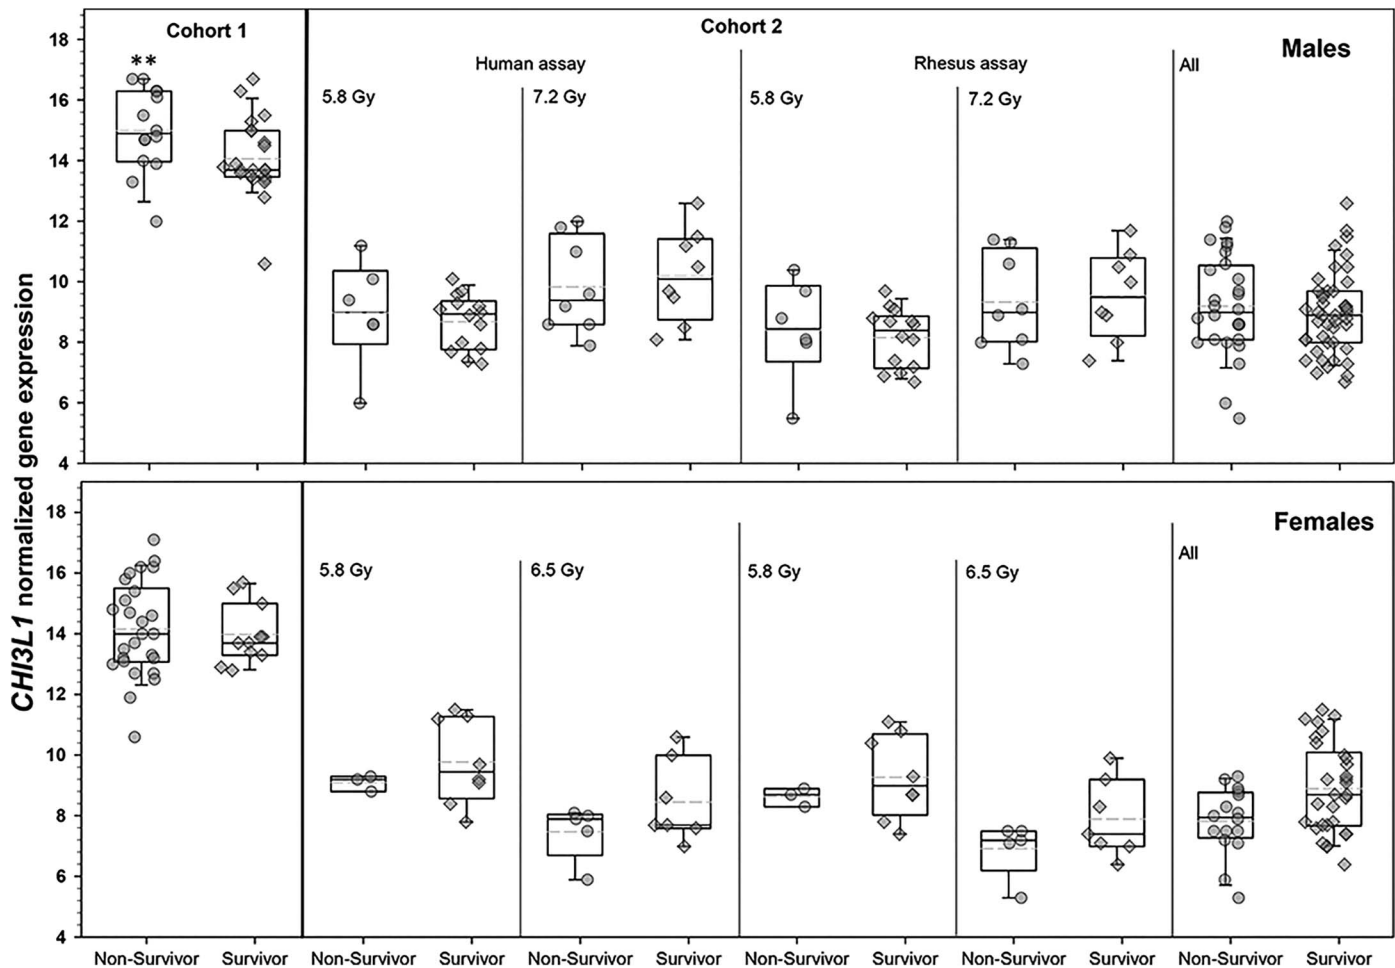 Cohort 1
Cohort 2
Males
Human assay
Rhesus assay
All
5.8 Gy
7.2 Gy
5.8 Gy
7.2 Gy
**
18
16
14
12
10
8
6
4
CHI3L1 normalized gene expression
Females
All
5.8 Gy
6.5 Gy
5.8 Gy
6.5 Gy
18
16
14
12
10
8
6
4
Non-Survivor Survivor Non-Survivor Survivor Non-Survivor Survivor Non-Survivor Survivor Non-Survivor Survivor Non-Survivor Survivor